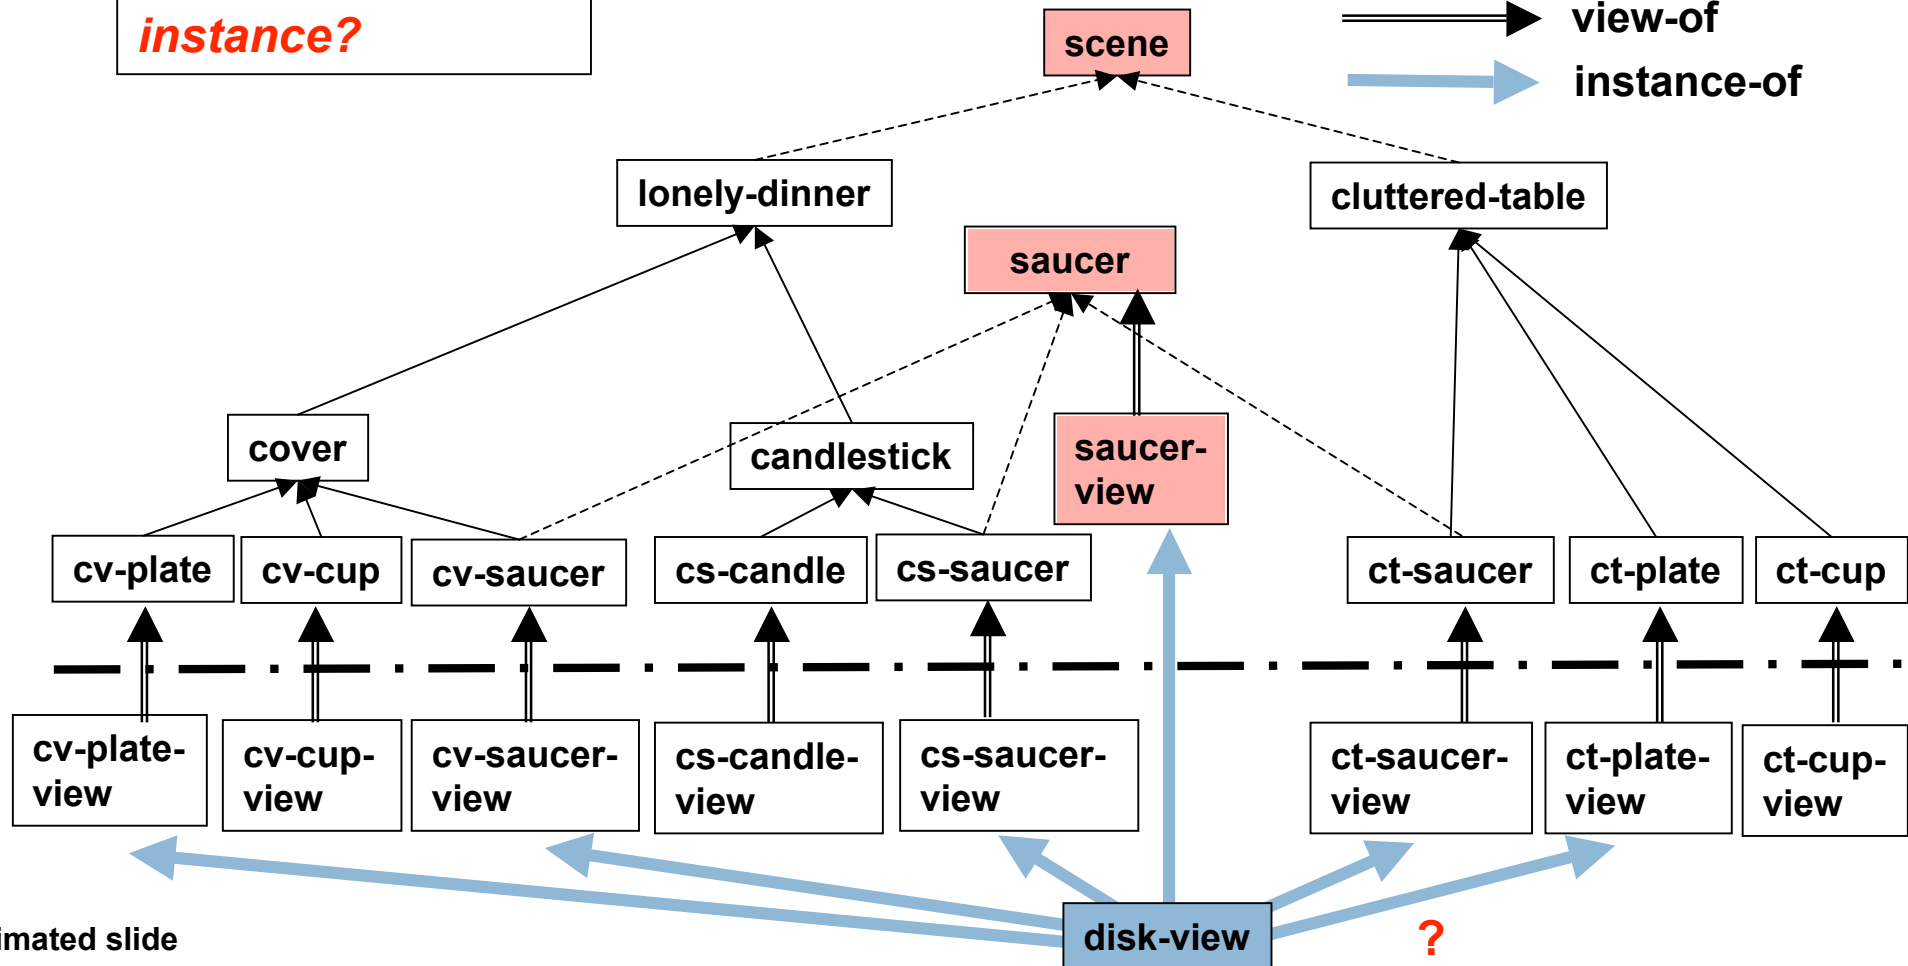 instance?
view-of
instance-of
scene
lonely-dinner
cluttered-table
saucer
cover
candlestick
saucer-
view
cv-plate
cv-cup
cv-saucer
cs-candle
cs-saucer
ct-saucer
ct-plate
ct-cup
cv-plate-
view
cv-cup-
view
cv-saucer-
view
cs-candle-
view
cs-saucer-
view
ct-saucer-
view
ct-plate-
view
ct-cup-
view
disk-view
?
imated slide